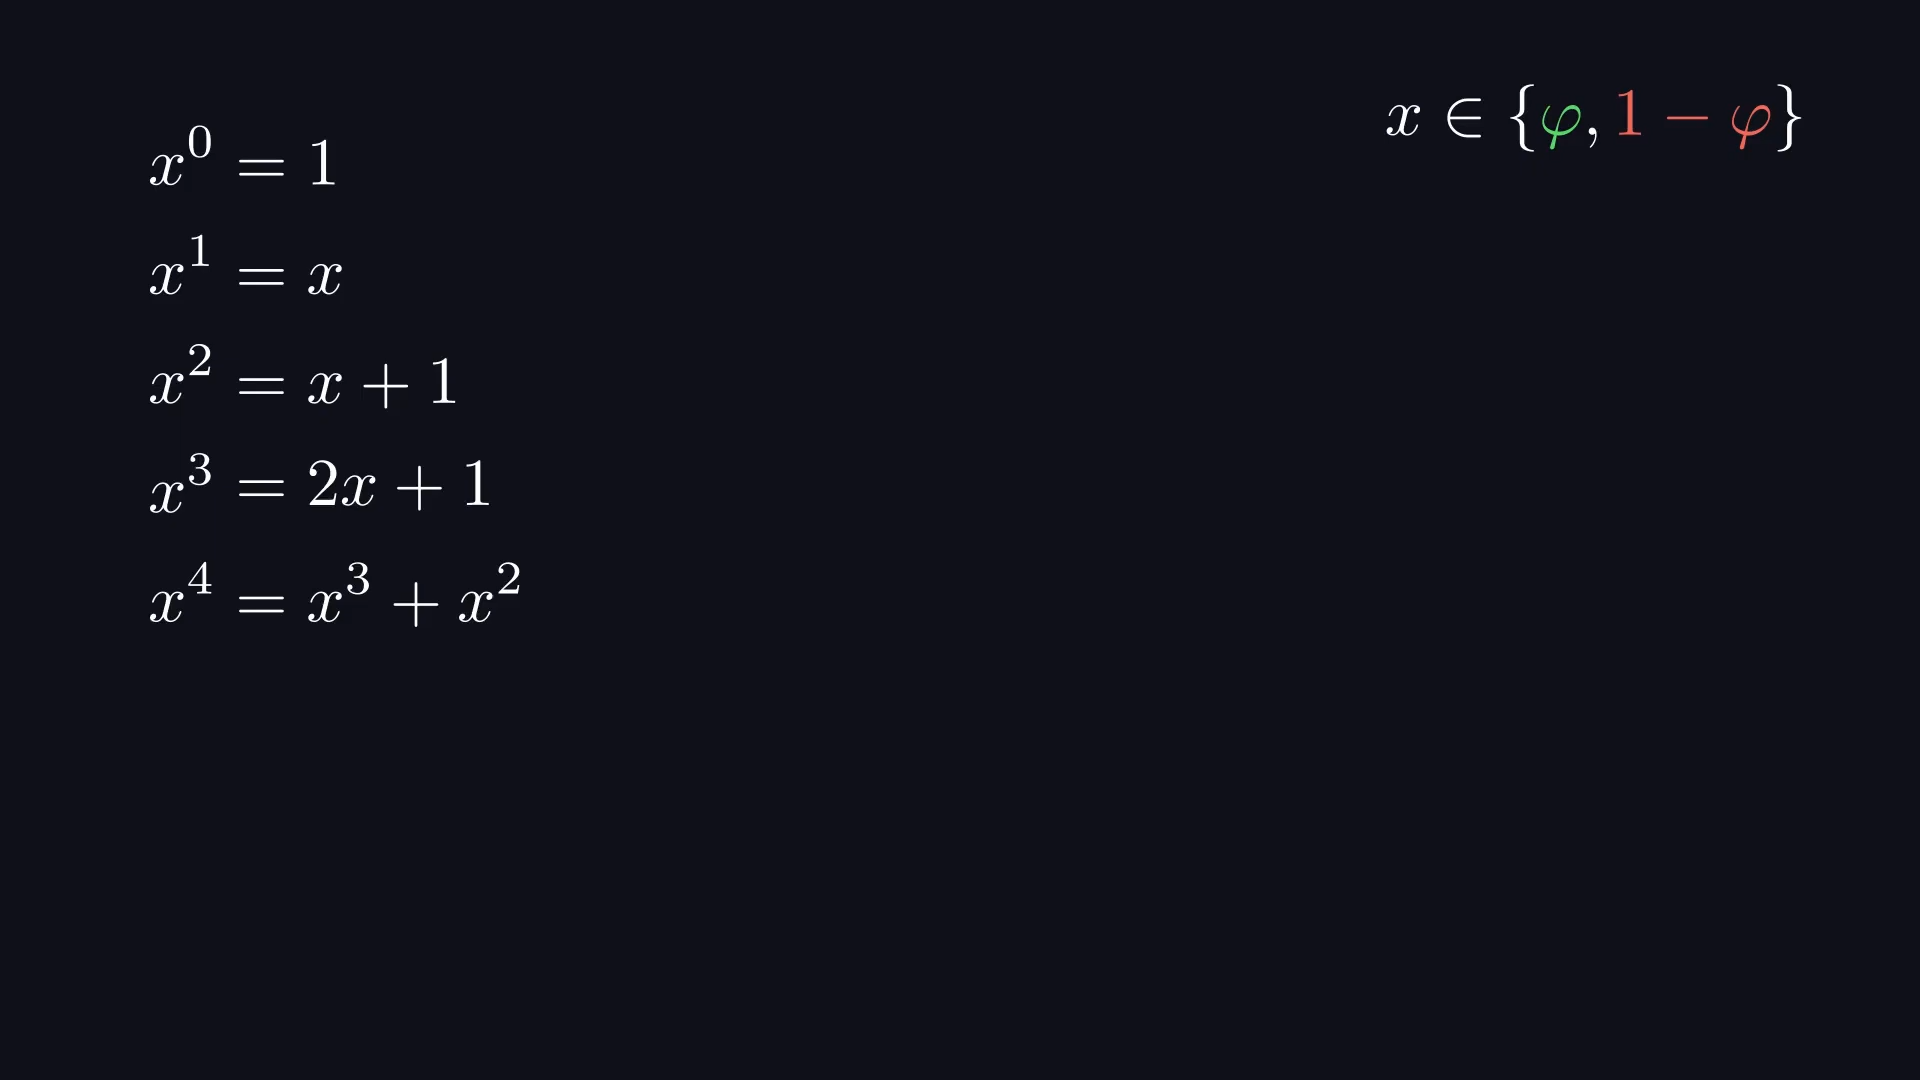 x ∈ {φ, 1 − φ}
x⁰ = 1
x¹ = x
x² = x + 1
x³ = 2x + 1
x⁴ = x³ + x²